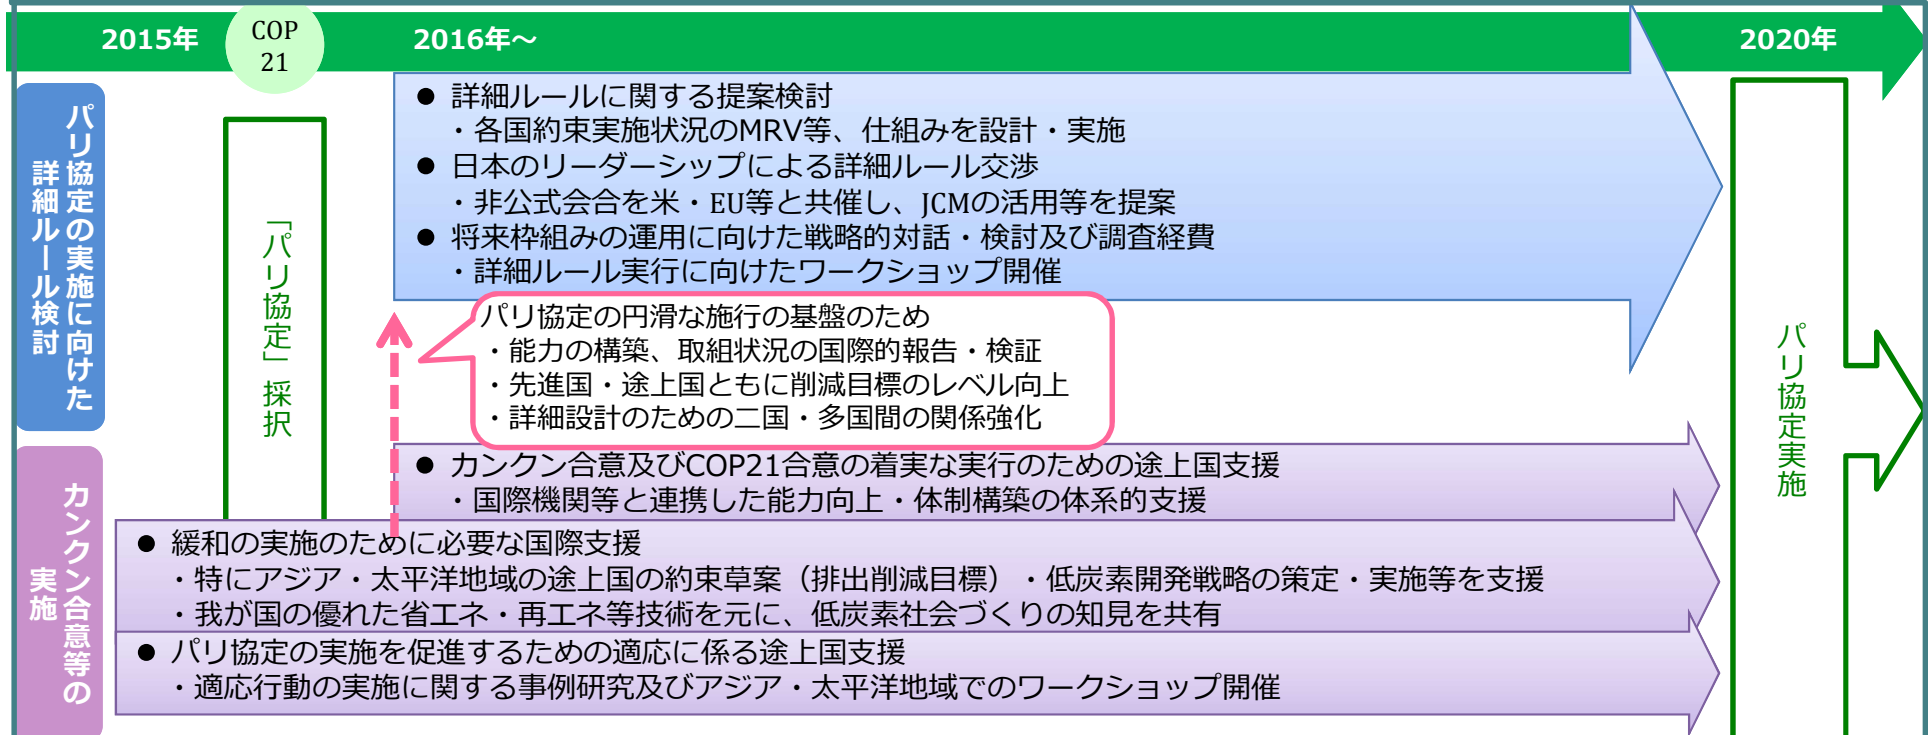 2015年
COP
21
2016年～
2020年
パリ協定の実施に向けた
詳細ルール検討
「パリ協定」採択
● 詳細ルールに関する提案検討
・各国約束実施状況のMRV等、仕組みを設計・実施
● 日本のリーダーシップによる詳細ルール交渉
・非公式会合を米・EU等と共催し、JCMの活用等を提案
● 将来枠組みの運用に向けた戦略的対話・検討及び調査経費
・詳細ルール実行に向けたワークショップ開催
パリ協定の円滑な施行の基盤のため
・能力の構築、取組状況の国際的報告・検証
・先進国・途上国ともに削減目標のレベル向上
・詳細設計のための二国・多国間の関係強化
パリ協定実施
カンクン合意等の
実施
● カンクン合意及びCOP21合意の着実な実行のための途上国支援
・国際機関等と連携した能力向上・体制構築の体系的支援
● 緩和の実施のために必要な国際支援
・特にアジア・太平洋地域の途上国の約束草案（排出削減目標）・低炭素開発戦略の策定・実施等を支援
・我が国の優れた省エネ・再エネ等技術を元に、低炭素社会づくりの知見を共有
● パリ協定の実施を促進するための適応に係る途上国支援
・適応行動の実施に関する事例研究及びアジア・太平洋地域でのワークショップ開催